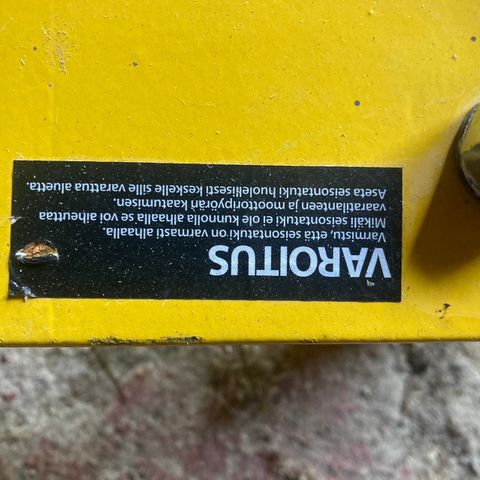 VAROITUS
Varmistu, että seisontatuki on varmasti alhaalla.
Mikäli seisontatuki ei ole kunnolla alhaalla se voi aiheuttaa
vaaratilanteen ja moottoripyörän kaatumisen.
Aseta seisontatuki huolellisesti keskelle sille varattua aluetta.